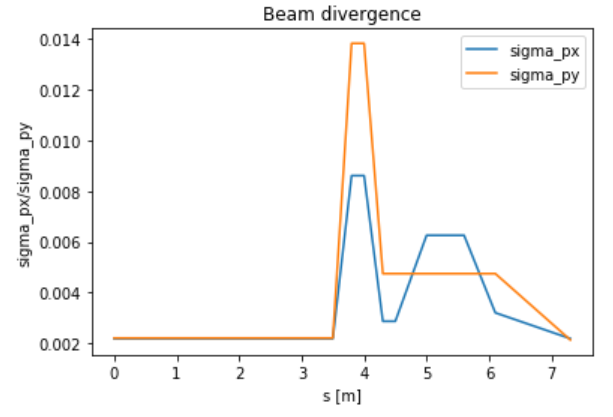 Beam divergence
sigma_px/sigma_py
0.014
0.012
0.010
0.008
0.006
0.004
0.002
sigma_px
sigma_py
0 1 2 3 4 5 6 7
s [m]